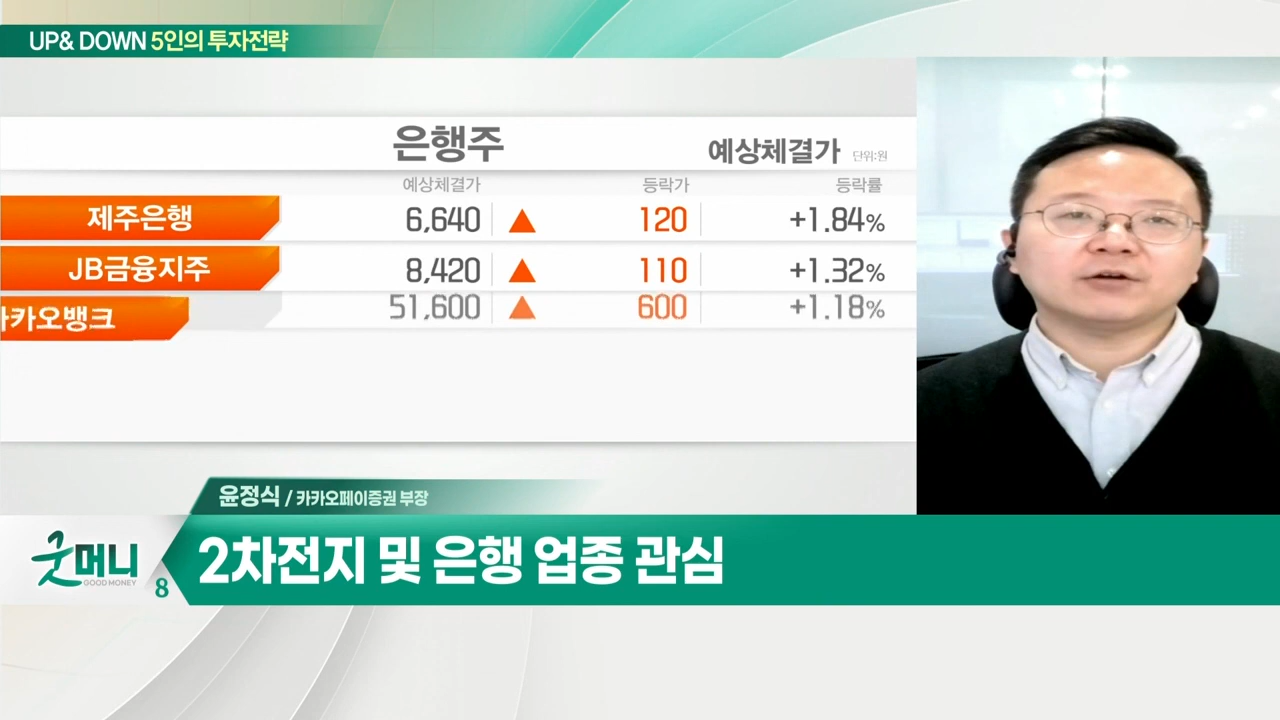 UP& DOWN 5인의 투자전략
은행주
예상체결가 단위:원
예상체결가 등락가 등락률
제주은행 6,640 ▲ 120 +1.84%
JB금융지주 8,420 ▲ 110 +1.32%
카카오뱅크 51,600 ▲ 600 +1.18%
윤정식 / 카카오페이증권 부장
굿머니
GOOD MONEY
8
2차전지 및 은행 업종 관심